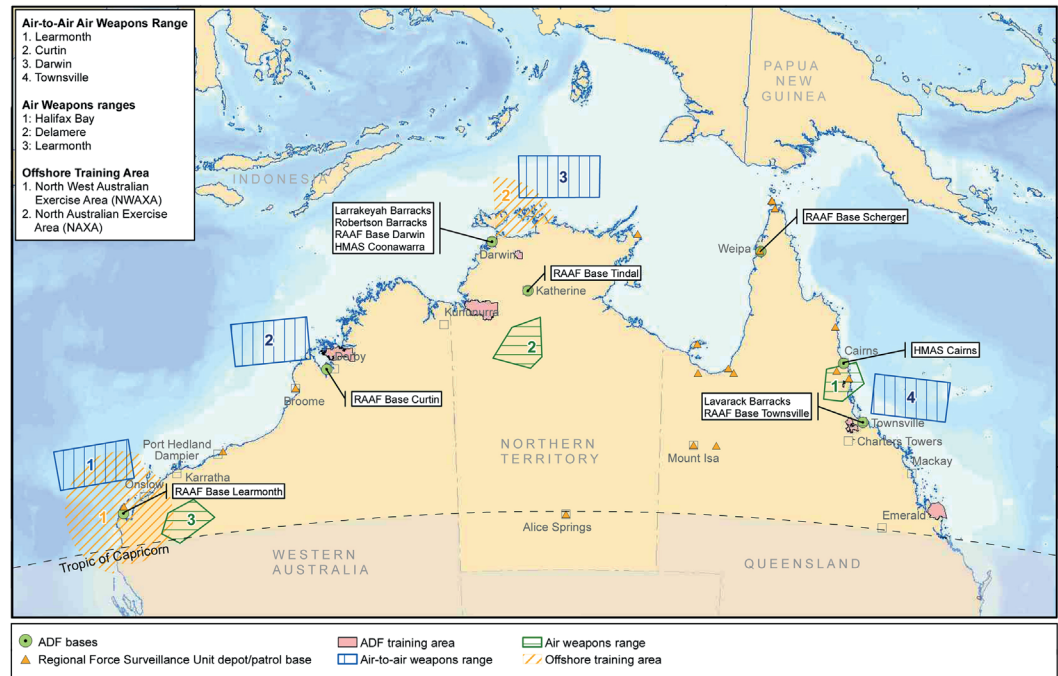 Air-to-Air Air Weapons Range
1. Learmonth
2. Curtin
3. Darwin
4. Townsville
Air Weapons ranges
1: Halifax Bay
2: Delamere
3: Learmonth
Offshore Training Area
1. North West Australian
Exercise Area (NWAXA)
2. North Australian Exercise
Area (NAXA)
PAPUA
NEW
GUINEA
INDONESIA
3
2
Larrakeyah Barracks
Robertson Barracks
RAAF Base Darwin
HMAS Coonawarra
Darwin
RAAF Base Scherger
Weipa
RAAF Base Tindal
Katherine
Kununurra
2
2
Derby
Cairns
HMAS Cairns
1
RAAF Base Curtin
Broome
4
Lavarack Barracks
RAAF Base Townsville
Townsville
Charters Towers
NORTHERN
TERRITORY
Mount Isa
Mackay
Port Hedland
Dampier
1
Karratha
Onslow
RAAF Base Learmonth
1
3
Emerald
Alice Springs
Tropic of Capricorn
WESTERN
AUSTRALIA
QUEENSLAND
ADF bases
Regional Force Surveillance Unit depot/patrol base
ADF training area
Air-to-air weapons range
Air weapons range
Offshore training area